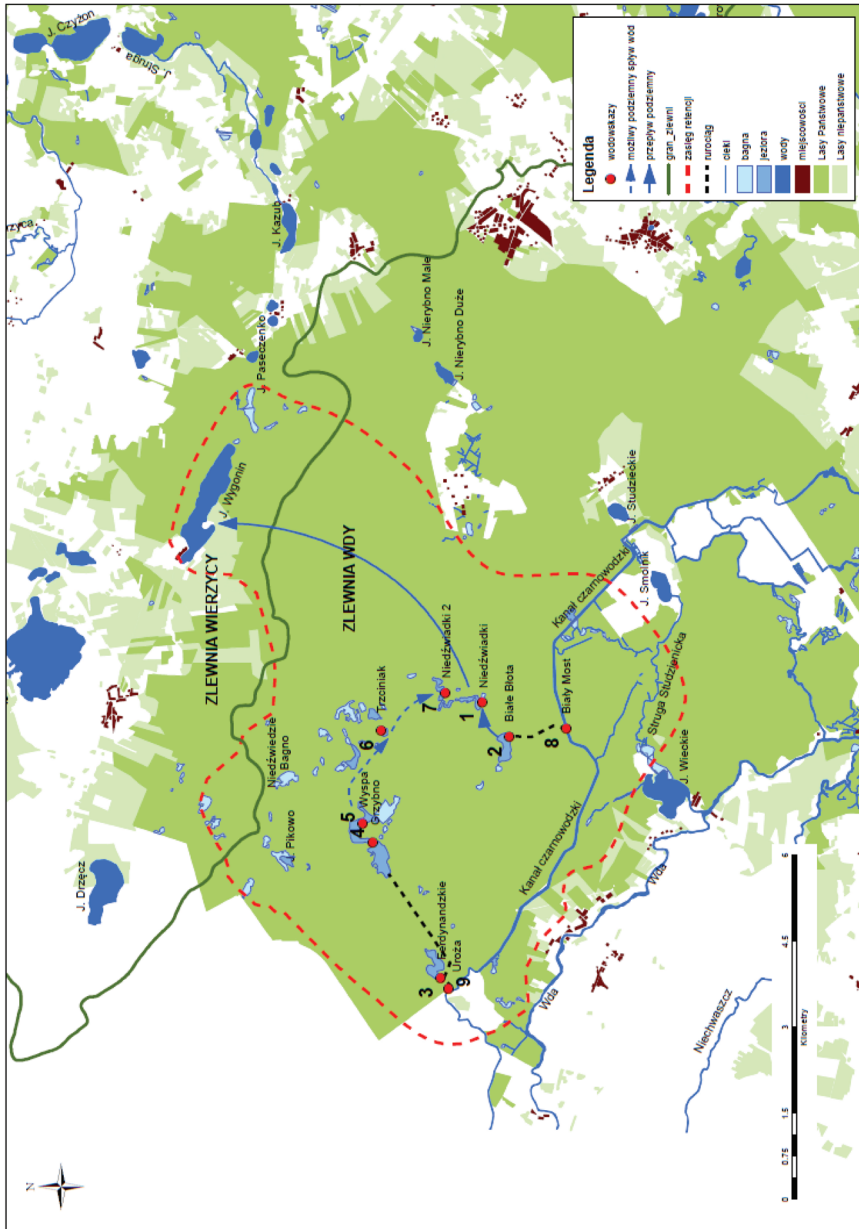 J. Czyżon
J. Struga
J. Kazub
J. Paseczenko
J. Wygonin
J. Drzęcz
ZLEWNIA WIERZYCY
ZLEWNIA WDY
J. Nierybno Małe
J. Nierybno Duże
Niedźwiedzie
Bagno
J. Pikowo
Trzciniak
6
Wyspa
Grzybno
5
4
Niedźwiadki 2
7
Niedźwiadki
1
Białe Błota
2
Biały Most
8
Ferdynandzkie
3
Uroża
9
Kanał czarnowodzki
Kanał czarnowodzki
J. Studzieckie
J. Smolnik
Struga Studzienicka
J. Wieckie
Wda
Wda
Niechwaszcz
N
0
0.75
1.5
3
4.5
6
Kilometry
Legenda
wodowskazy
możliwy podziemny spływ wód
przepływ podziemny
gran_zlewni
zasięg retencji
rurociąg
cieki
bagna
jeziora
wody
miejscowości
Lasy Państwowe
Lasy niepaństwowe